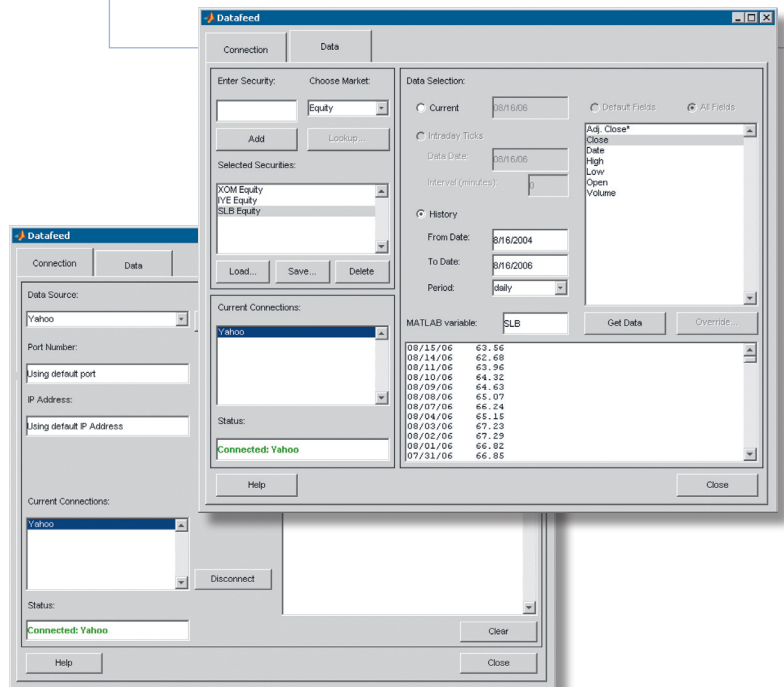 Datafeed
Connection Data
Enter Security: Choose Market:
Equity
Add Lookup...
Selected Securities:
XOM Equity
IYE Equity
SLB Equity
Load... Save... Delete
Current Connections:
Yahoo
Status:
Connected: Yahoo
Help
Data Selection:
Current 08/16/06
Intraday Ticks
Data Date: 08/16/06
Interval (minutes): 0
History
From Date: 8/16/2004
To Date: 8/16/2006
Period: daily
Default Fields All Fields
Adj. Close*
Close
Date
High
Low
Open
Volume
MATLAB variable: SLB Get Data Override...
08/15/06 63.56
08/14/06 62.68
08/11/06 63.96
08/10/06 64.32
08/09/06 64.63
08/08/06 65.07
08/07/06 66.24
08/04/06 65.15
08/03/06 67.23
08/02/06 67.29
08/01/06 66.82
07/31/06 66.85
Close
Datafeed
Connection Data
Data Source:
Yahoo
Port Number:
Using default port
IP Address:
Using default IP Address
Current Connections:
Yahoo
Disconnect
Status:
Connected: Yahoo
Clear
Help Close